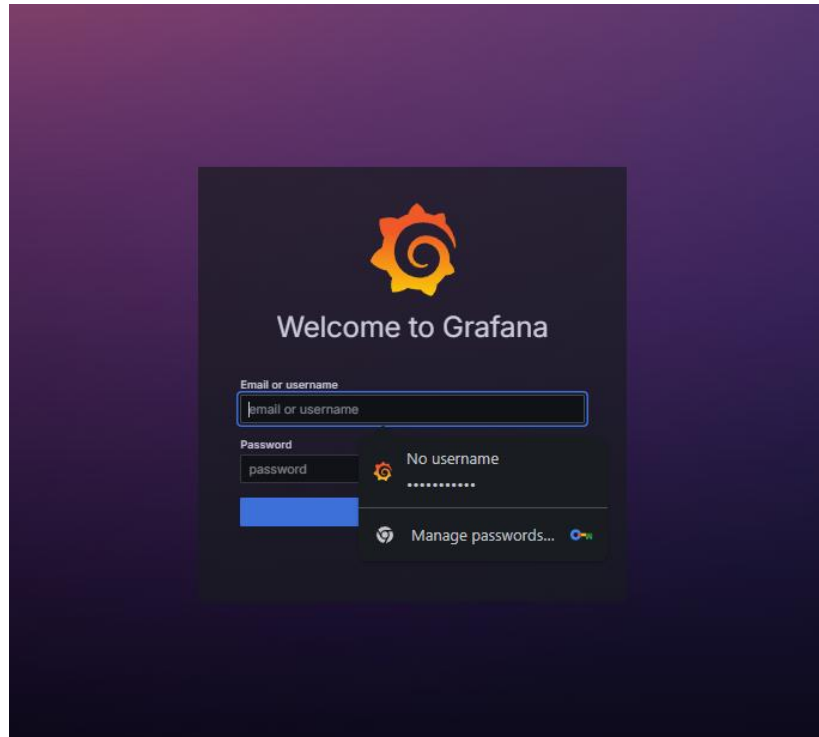 Welcome to Grafana
Email or username
email or username
Password
password
No username
•••••••••••
Manage passwords...